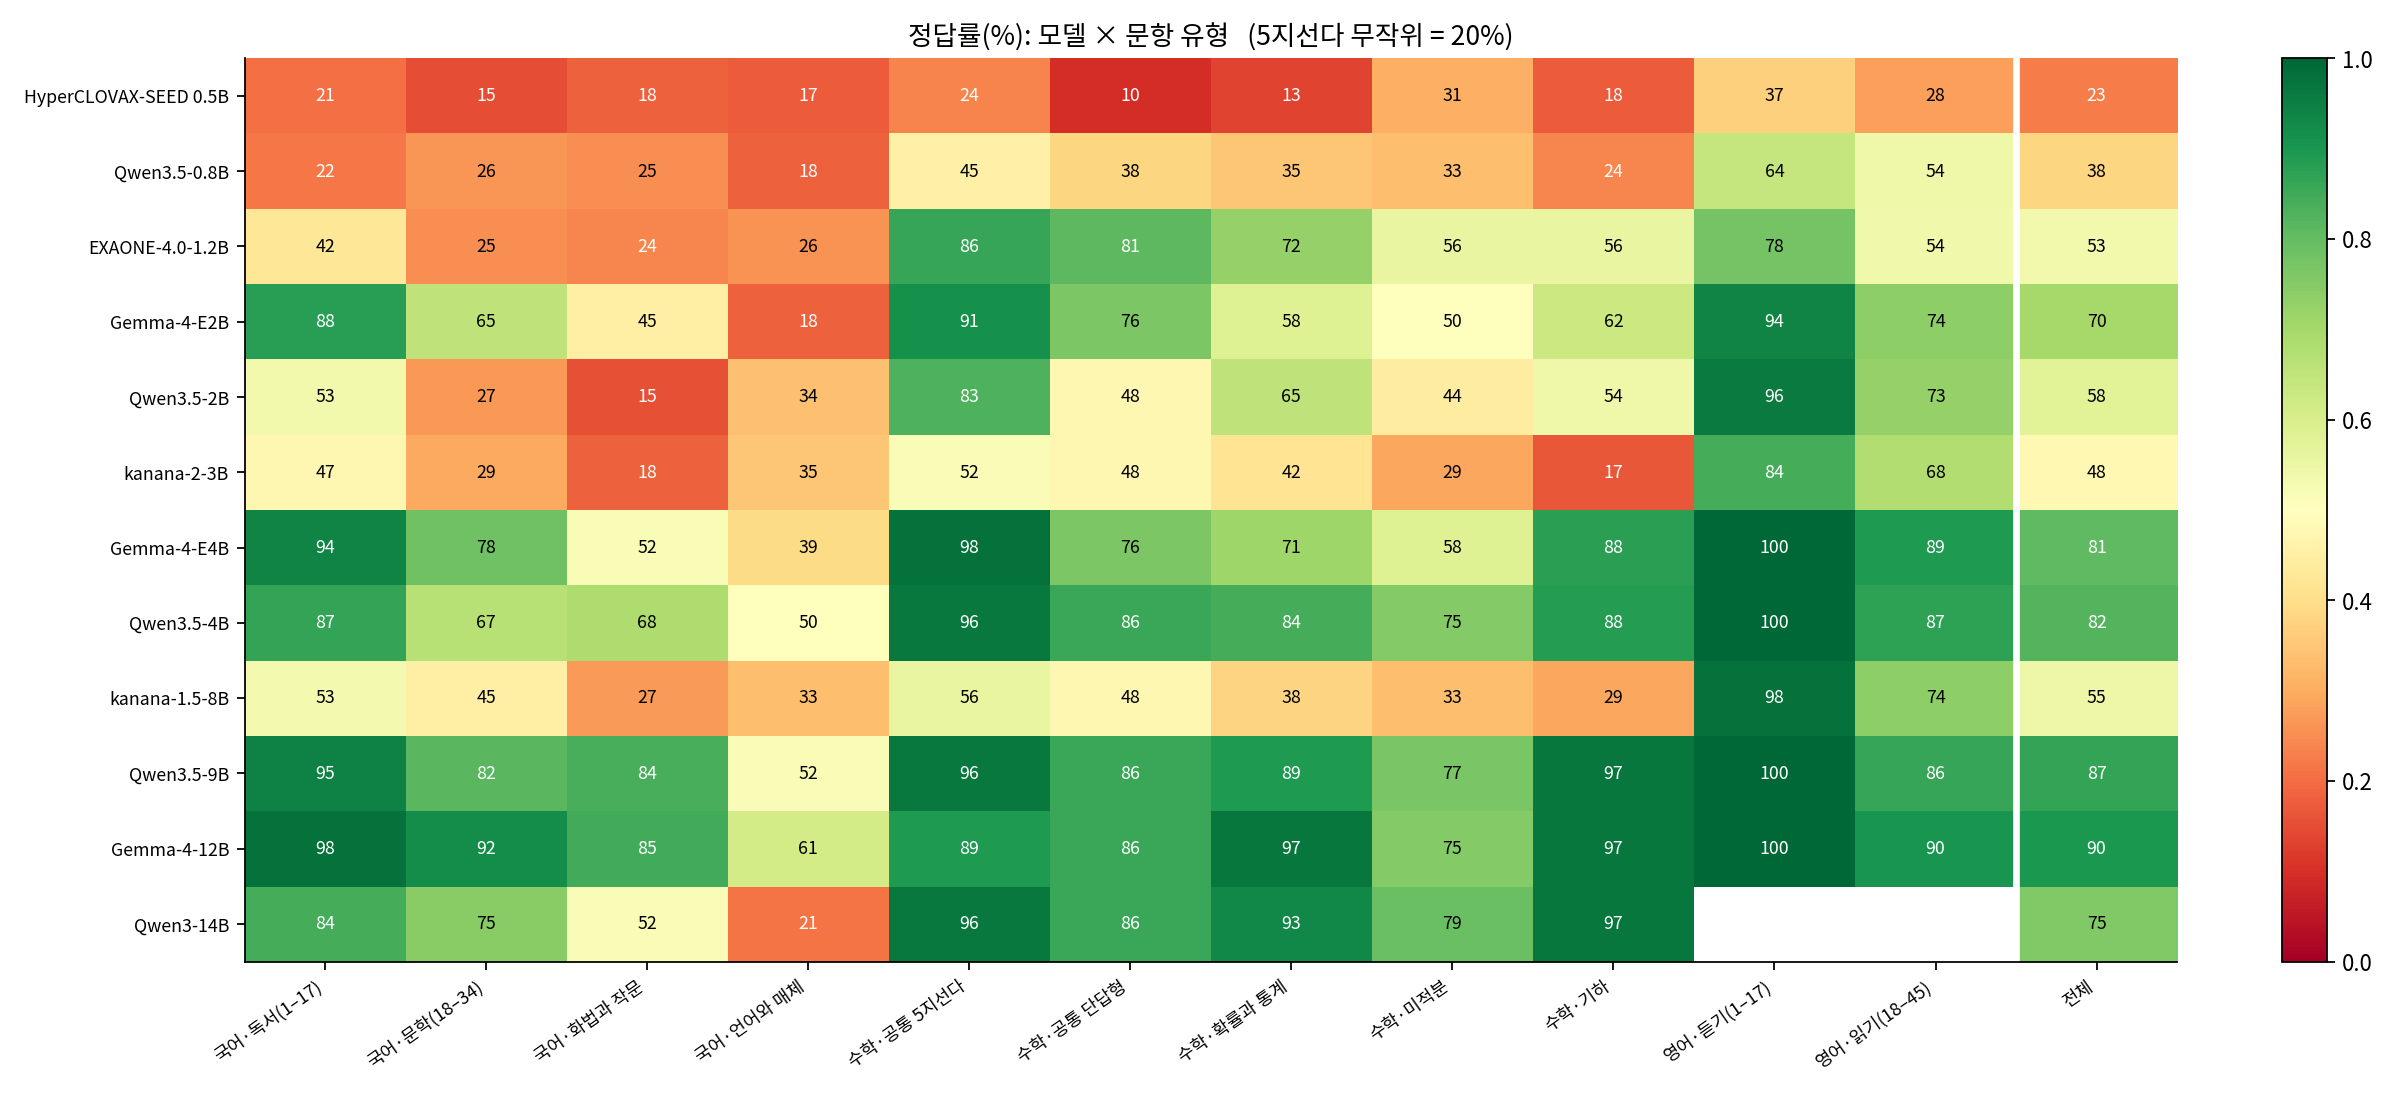 정답률(%): 모델 × 문항 유형 (5지선다 무작위 = 20%)
HyperCLOVAX-SEED 0.5B 21 15 18 17 24 10 13 31 18 37 28 23
Qwen3.5-0.8B 22 26 25 18 45 38 35 33 24 64 54 38
EXAONE-4.0-1.2B 42 25 24 26 86 81 72 56 56 78 54 53
Gemma-4-E2B 88 65 45 18 91 76 58 50 62 94 74 70
Qwen3.5-2B 53 27 15 34 83 48 65 44 54 96 73 58
kanana-2-3B 47 29 18 35 52 48 42 29 17 84 68 48
Gemma-4-E4B 94 78 52 39 98 76 71 58 88 100 89 81
Qwen3.5-4B 87 67 68 50 96 86 84 75 88 100 87 82
kanana-1.5-8B 53 45 27 33 56 48 38 33 29 98 74 55
Qwen3.5-9B 95 82 84 52 96 86 89 77 97 100 86 87
Gemma-4-12B 98 92 85 61 89 86 97 75 97 100 90 90
Qwen3-14B 84 75 52 21 96 86 93 79 97 75
국어·독서(1–17) 국어·문학(18–34) 국어·화법과 작문 국어·언어와 매체 수학·공통 5지선다 수학·공통 단답형 수학·확률과 통계 수학·미적분 수학·기하 영어·듣기(1–17) 영어·읽기(18–45) 전체
1.0
0.8
0.6
0.4
0.2
0.0